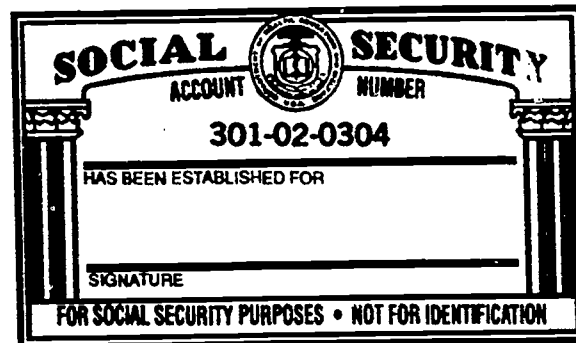 SOCIAL SECURITY
ACCOUNT NUMBER
301-02-0304
HAS BEEN ESTABLISHED FOR
SIGNATURE
FOR SOCIAL SECURITY PURPOSES • NOT FOR IDENTIFICATION